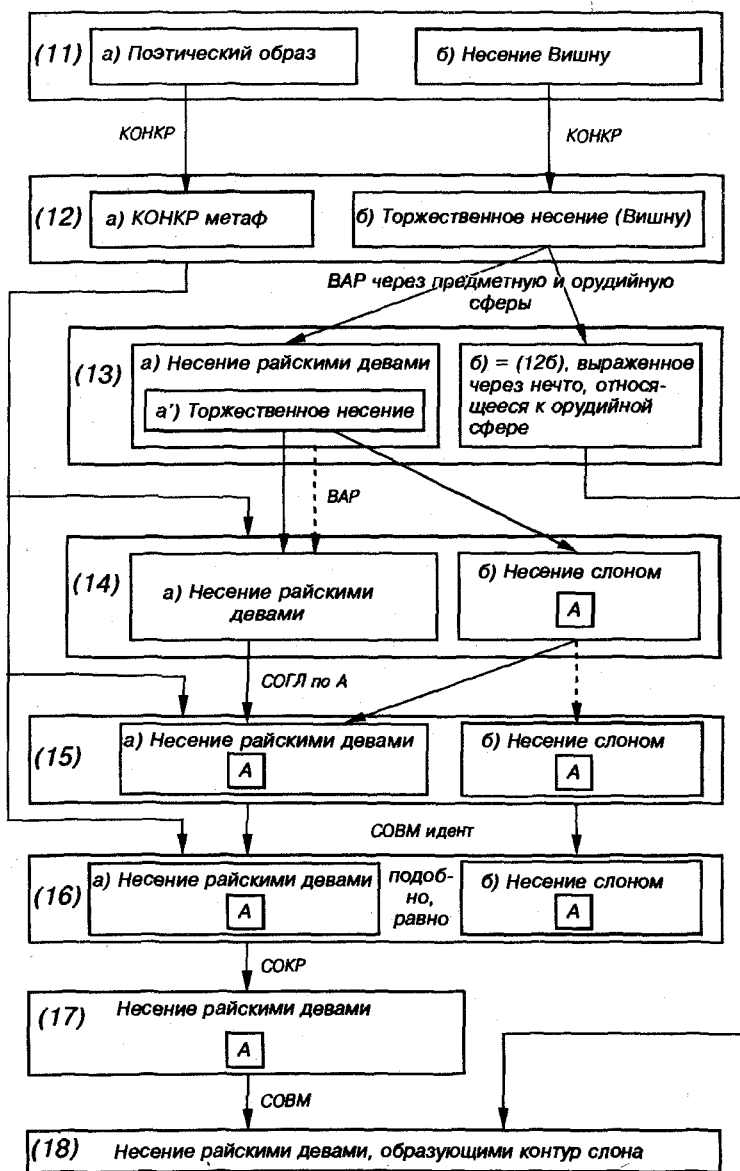 (11)
а) Поэтический образ
б) Несение Вишну
КОНКР
КОНКР
(12)
а) КОНКР метаф
б) Торжественное несение (Вишну)
ВАР через предметную и орудийную
сферы
(13)
а) Несение райскими девами
а') Торжественное несение
б) = (12б), выраженное
через нечто, относя-
щееся к орудийной
сфере
ВАР
(14)
а) Несение райскими
девами
б) Несение слоном
А
СОГЛ по А
(15)
а) Несение райскими девами
А
б) Несение слоном
А
СОВМ идент
(16)
а) Несение райскими девами
А
подоб-
но,
равно
б) Несение слоном
А
СОКР
(17)
Несение райскими девами
А
СОВМ
(18)
Несение райскими девами, образующими контур слона